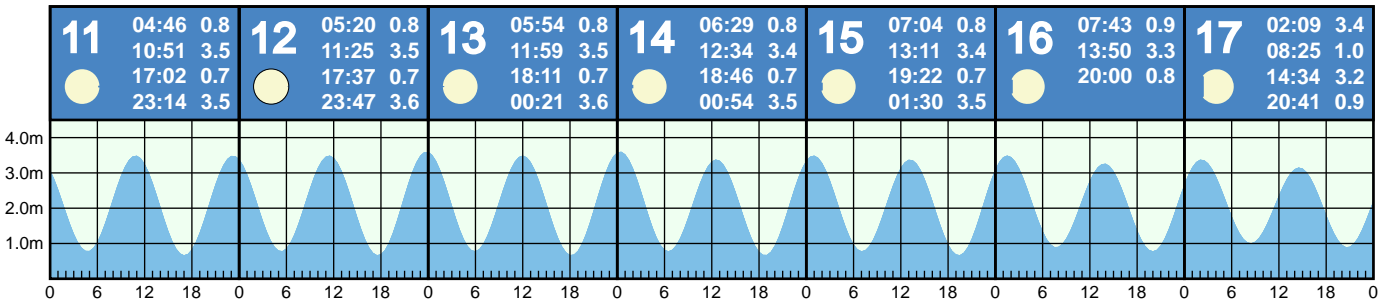 11 04:46 0.8 12 05:20 0.8 13 05:54 0.8 14 06:29 0.8 15 07:04 0.8 16 07:43 0.9 17 02:09 3.4
10:51 3.5 11:25 3.5 11:59 3.5 12:34 3.4 13:11 3.4 13:50 3.3 08:25 1.0
17:02 0.7 17:37 0.7 18:11 0.7 18:46 0.7 19:22 0.7 20:00 0.8 14:34 3.2
23:14 3.5 23:47 3.6 00:21 3.6 00:54 3.5 01:30 3.5 20:41 0.9
4.0m
3.0m
2.0m
1.0m
0 6 12 18 0 6 12 18 0 6 12 18 0 6 12 18 0 6 12 18 0 6 12 18 0 6 12 18 0